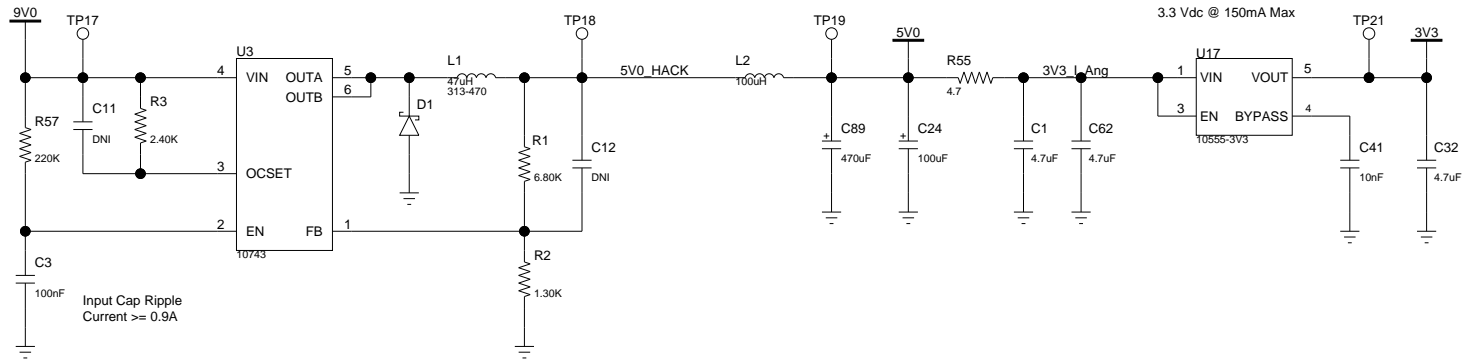 9V0
TP17
U3
4 VIN OUTA 5
OUTB 6
3 OCSET
2 EN FB 1
10743
R57
220K
C11
DNI
R3
2.40K
C3
100nF
Input Cap Ripple
Current >= 0.9A
D1
L1
47uH
313-470
TP18
R1
6.80K
C12
DNI
R2
1.30K
5V0_HACK
L2
100uH
TP19
5V0
C89
470uF
C24
100uF
R55
4.7
3V3_I_Ang
C1
4.7uF
C62
4.7uF
3.3 Vdc @ 150mA Max
U17
1 VIN VOUT 5
3 EN BYPASS 4
10555-3V3
TP21
3V3
C41
10nF
C32
4.7uF
+
+